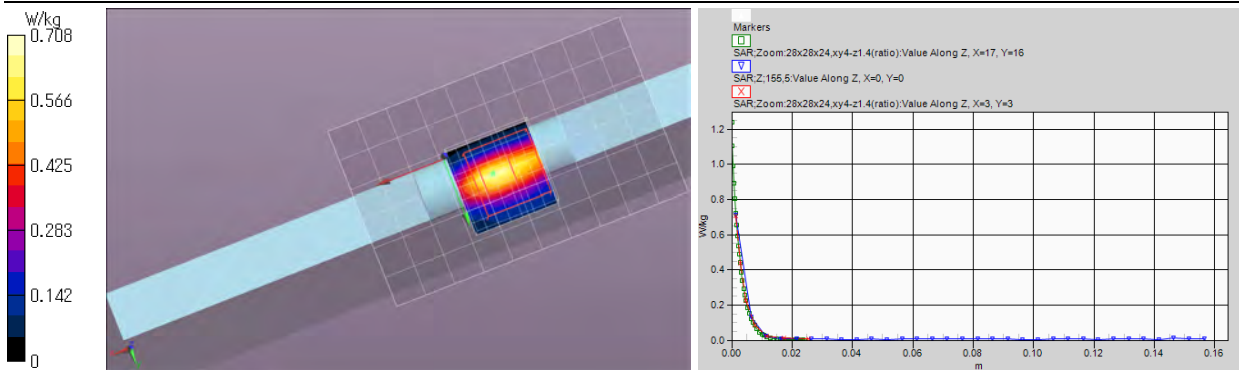 W/kg
0.708
0.566
0.425
0.283
0.142
0
Markers
SAR;Zoom:28x28x24,xy4-z1.4(ratio):Value Along Z, X=17, Y=16
SAR;Z;155,5:Value Along Z, X=0, Y=0
SAR;Zoom:28x28x24,xy4-z1.4(ratio):Value Along Z, X=3, Y=3
W/kg
1.2
1.0
0.8
0.6
0.4
0.2
0.0
0.00 0.02 0.04 0.06 0.08 0.10 0.12 0.14 0.16
m